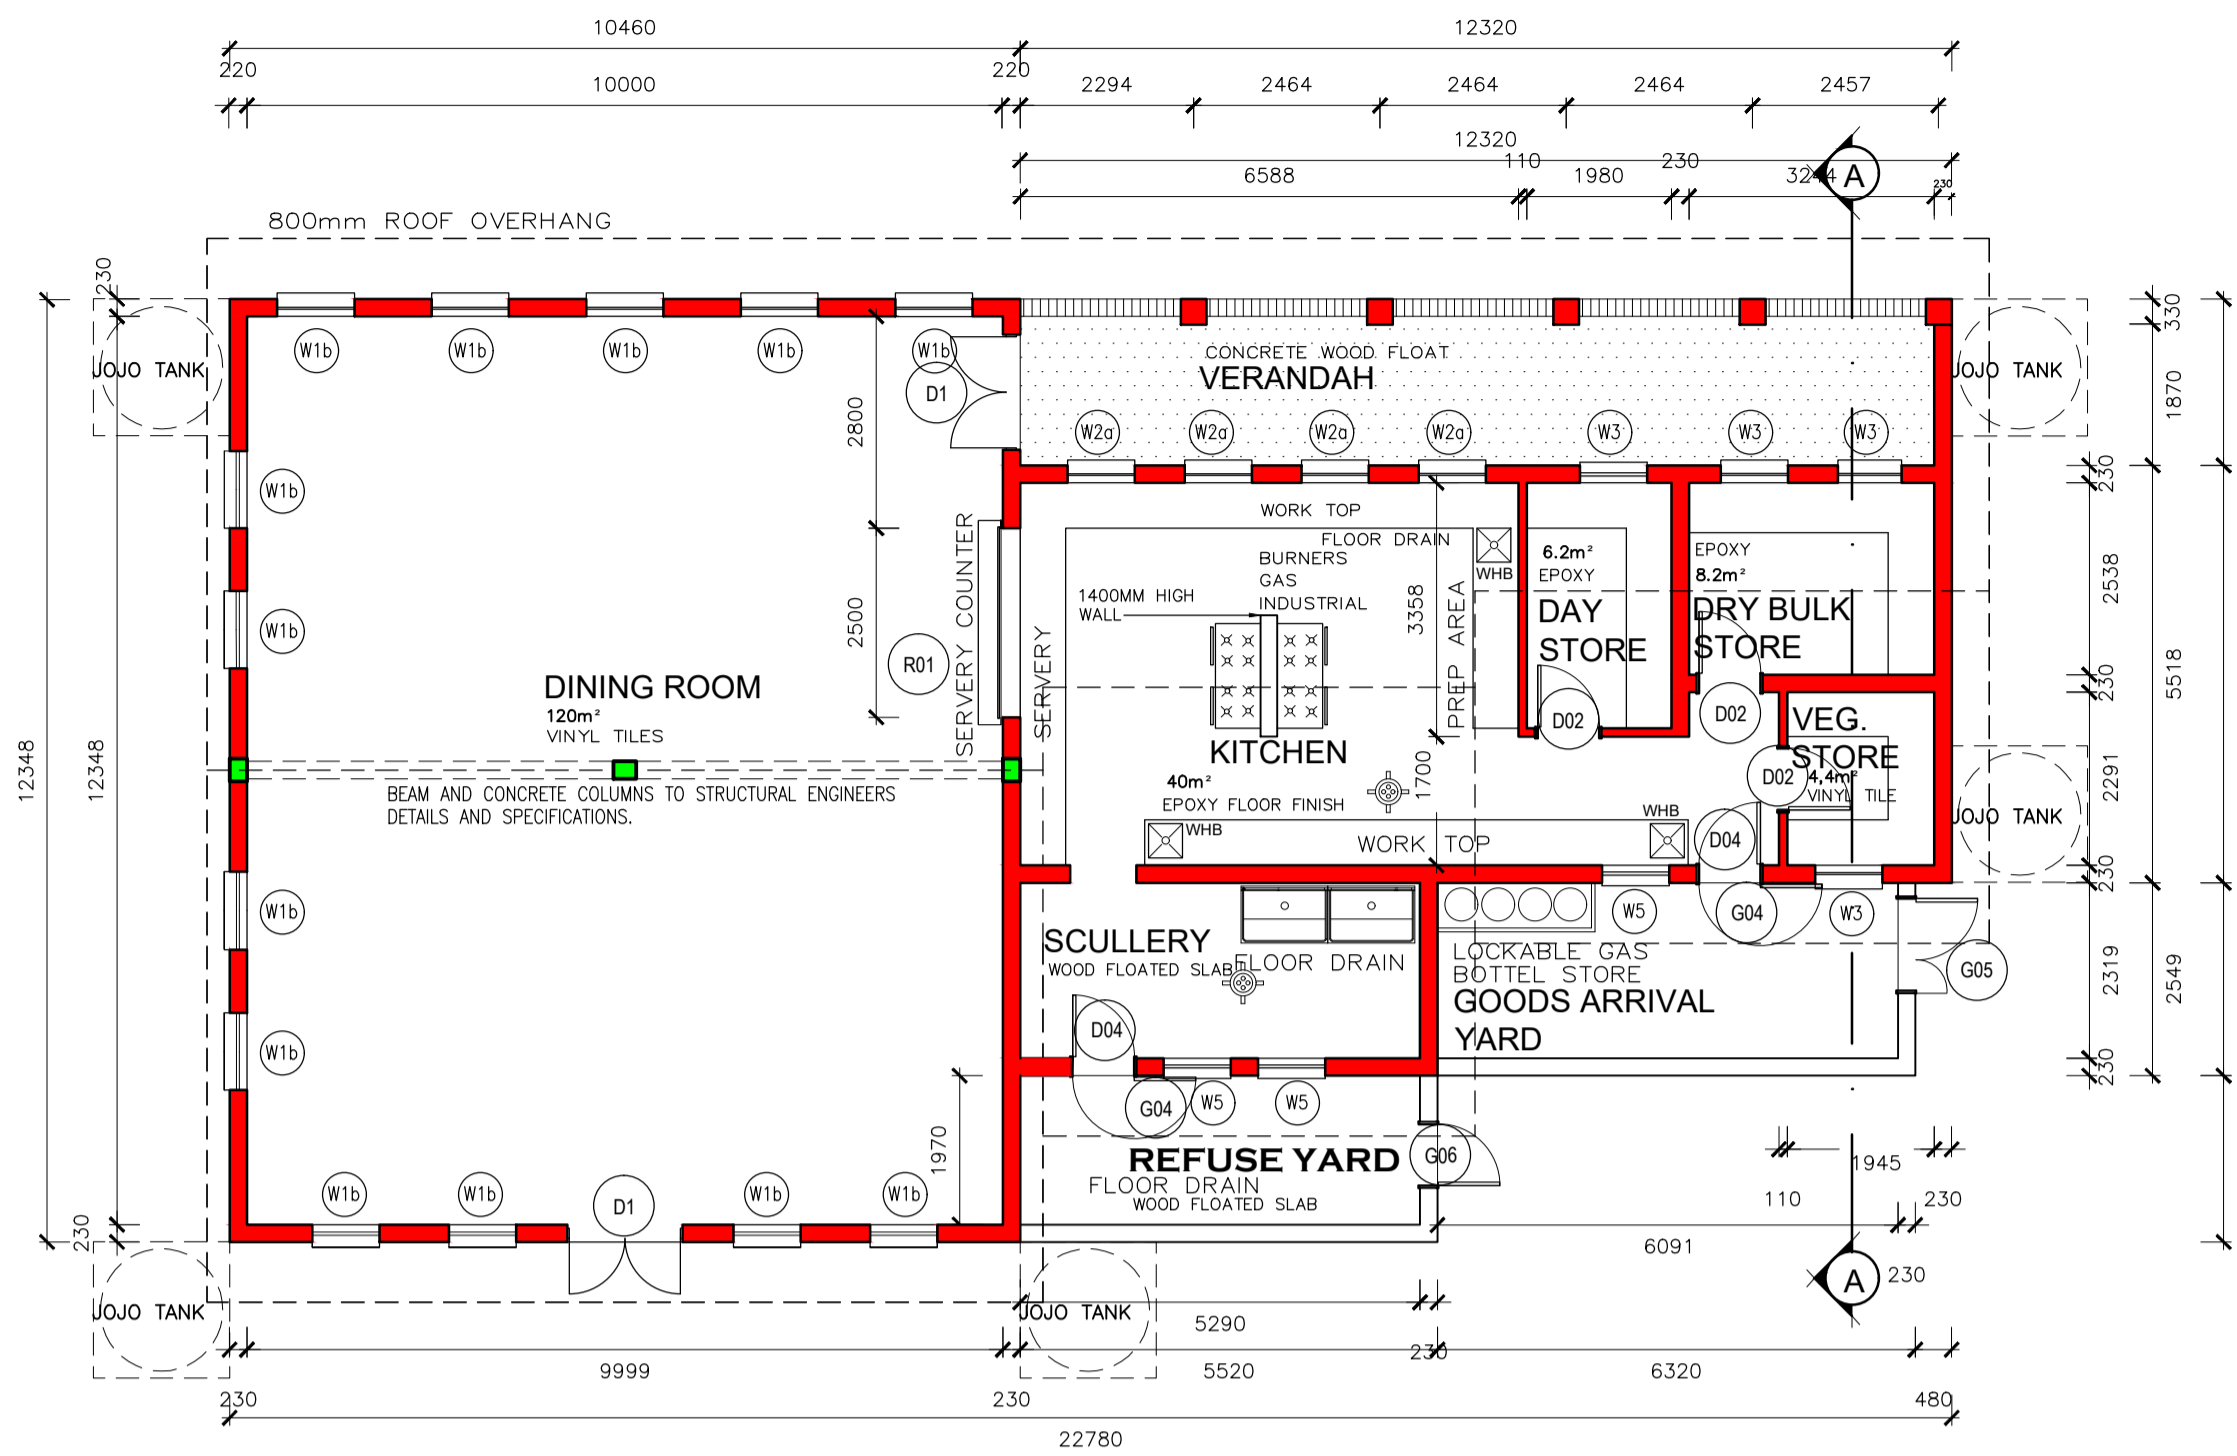 10460 12320
220 220
10000 2294 2464 2464 2464 2457
12320
110 230
6588 1980 3244 230
A
800mm ROOF OVERHANG
230
330
JOJO TANK
W1b W1b W1b W1b W1b
D1
CONCRETE WOOD FLOAT
VERANDAH
JOJO TANK
1870
2800
W2a W2a W2a W2a W3 W3 W3
230
W1b
WORK TOP
FLOOR DRAIN
BURNERS
GAS
INDUSTRIAL
WHB
6.2m²
EPOXY
DAY
STORE
EPOXY
8.2m²
DRY BULK
STORE
2538
5518
1400MM HIGH
WALL
3358
PREP AREA
SERVERY COUNTER
SERVERY
2500
W1b
R01
DINING ROOM
120m²
VINYL TILES
230
D02
D02
VEG.
STORE
D02
4,4m²
VINYL TILE
2291
KITCHEN
40m²
EPOXY FLOOR FINISH
1700
12348
12348
BEAM AND CONCRETE COLUMNS TO STRUCTURAL ENGINEERS
DETAILS AND SPECIFICATIONS.
WHB
WHB
WORK TOP
D04
JOJO TANK
230
W1b
W5
G04
W3
SCULLERY
WOOD FLOATED SLAB
FLOOR DRAIN
LOCKABLE GAS
BOTTEL STORE
GOODS ARRIVAL
YARD
G05
2319
2549
W1b
D04
230
G04
W5
W5
1970
REFUSE YARD
FLOOR DRAIN
WOOD FLOATED SLAB
G06
1945
110 230
W1b W1b D1 W1b W1b
230
6091
A
230
JOJO TANK
JOJO TANK
5290
230
9999 5520 6320
230 230 480
22780